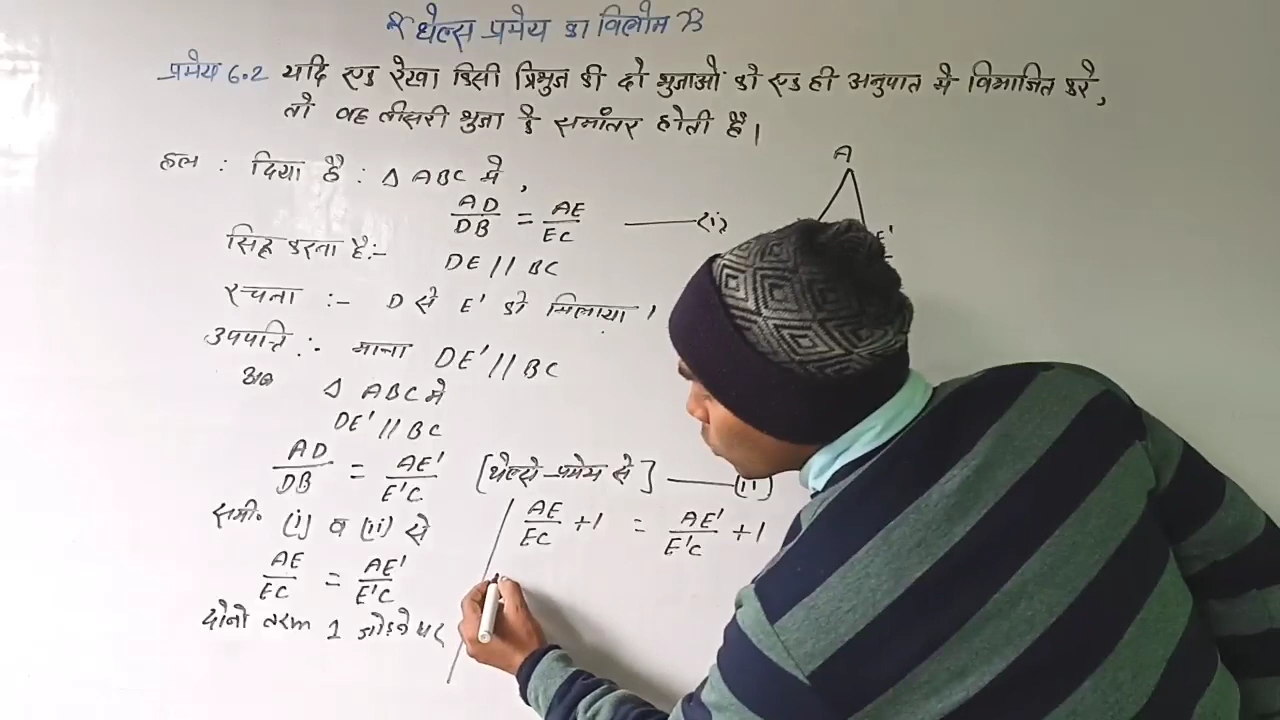 थेल्स प्रमेय का विलोम
प्रमेय 6.2 यदि एक रेखा किसी त्रिभुज की दो भुजाओं को एक ही अनुपात में विभाजित करे,
तो वह तीसरी भुजा के समांतर होती है।
हल : दिया है : Δ ABC में,
A
AD/DB = AE/EC —— (i)
E'
सिद्ध करना है:- DE // BC
रचना :- D से E' को मिलाया।
उपपत्ति :- माना DE' // BC
अब Δ ABC में
DE' // BC
AD/DB = AE'/E'C [थेल्स प्रमेय से] —— (ii)
समी० (i) व (ii) से
AE/EC = AE'/E'C
दोनो तरफ 1 जोड़ने पर
AE/EC + 1 = AE'/E'C + 1